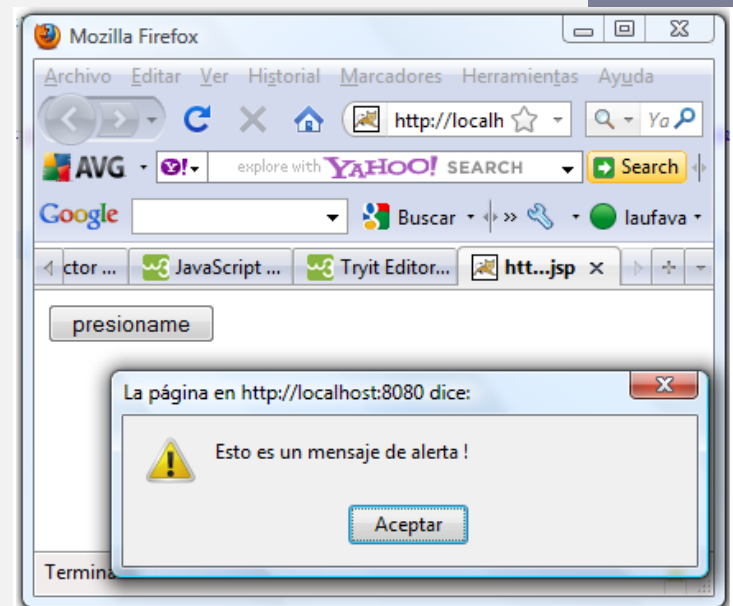 Mozilla Firefox
Archivo Editar Ver Historial Marcadores Herramientas Ayuda
http://localh Ya
AVG Y! explore with YAHOO! SEARCH Search
Google Buscar » laufava
ctor ... JavaScript ... Tryit Editor... htt...jsp
presioname
La página en http://localhost:8080 dice:
Esto es un mensaje de alerta !
Aceptar
Termina